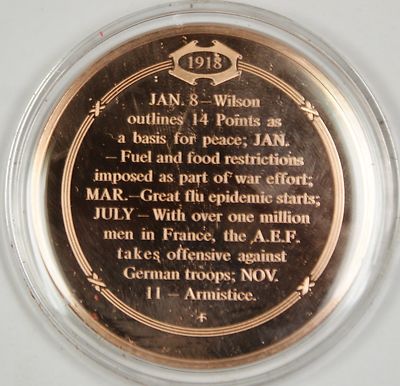 1918
JAN. 8 – Wilson
outlines 14 Points as
a basis for peace; JAN.
– Fuel and food restrictions
imposed as part of war effort;
MAR. – Great flu epidemic starts;
JULY – With over one million
men in France, the A.E.F.
takes offensive against
German troops; NOV.
11 – Armistice.